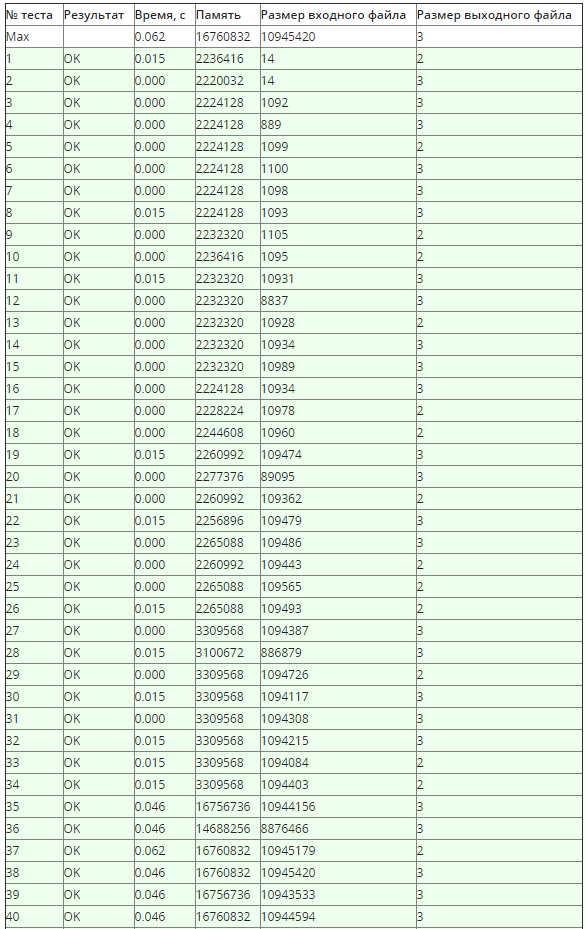 № теста Результат Время, с Память Размер входного файла Размер выходного файла
Max 0.062 16760832 10945420 3
1 OK 0.015 2236416 14 2
2 OK 0.000 2220032 14 3
3 OK 0.000 2224128 1092 3
4 OK 0.000 2224128 889 3
5 OK 0.000 2224128 1099 2
6 OK 0.000 2224128 1100 3
7 OK 0.000 2224128 1098 3
8 OK 0.015 2224128 1093 3
9 OK 0.000 2232320 1105 2
10 OK 0.000 2236416 1095 2
11 OK 0.015 2232320 10931 3
12 OK 0.000 2232320 8837 3
13 OK 0.000 2232320 10928 2
14 OK 0.000 2232320 10934 3
15 OK 0.000 2232320 10989 3
16 OK 0.000 2224128 10934 3
17 OK 0.000 2228224 10978 2
18 OK 0.000 2244608 10960 2
19 OK 0.015 2260992 109474 3
20 OK 0.000 2277376 89095 3
21 OK 0.000 2260992 109362 2
22 OK 0.015 2256896 109479 3
23 OK 0.000 2265088 109486 3
24 OK 0.000 2260992 109443 2
25 OK 0.000 2265088 109565 2
26 OK 0.015 2265088 109493 2
27 OK 0.000 3309568 1094387 3
28 OK 0.015 3100672 886879 3
29 OK 0.000 3309568 1094726 2
30 OK 0.015 3309568 1094117 3
31 OK 0.000 3309568 1094308 3
32 OK 0.015 3309568 1094215 3
33 OK 0.015 3309568 1094084 2
34 OK 0.015 3309568 1094403 2
35 OK 0.046 16756736 10944156 3
36 OK 0.046 14688256 8876466 3
37 OK 0.062 16760832 10945179 2
38 OK 0.046 16760832 10945420 3
39 OK 0.046 16756736 10943533 3
40 OK 0.046 16760832 10944594 3